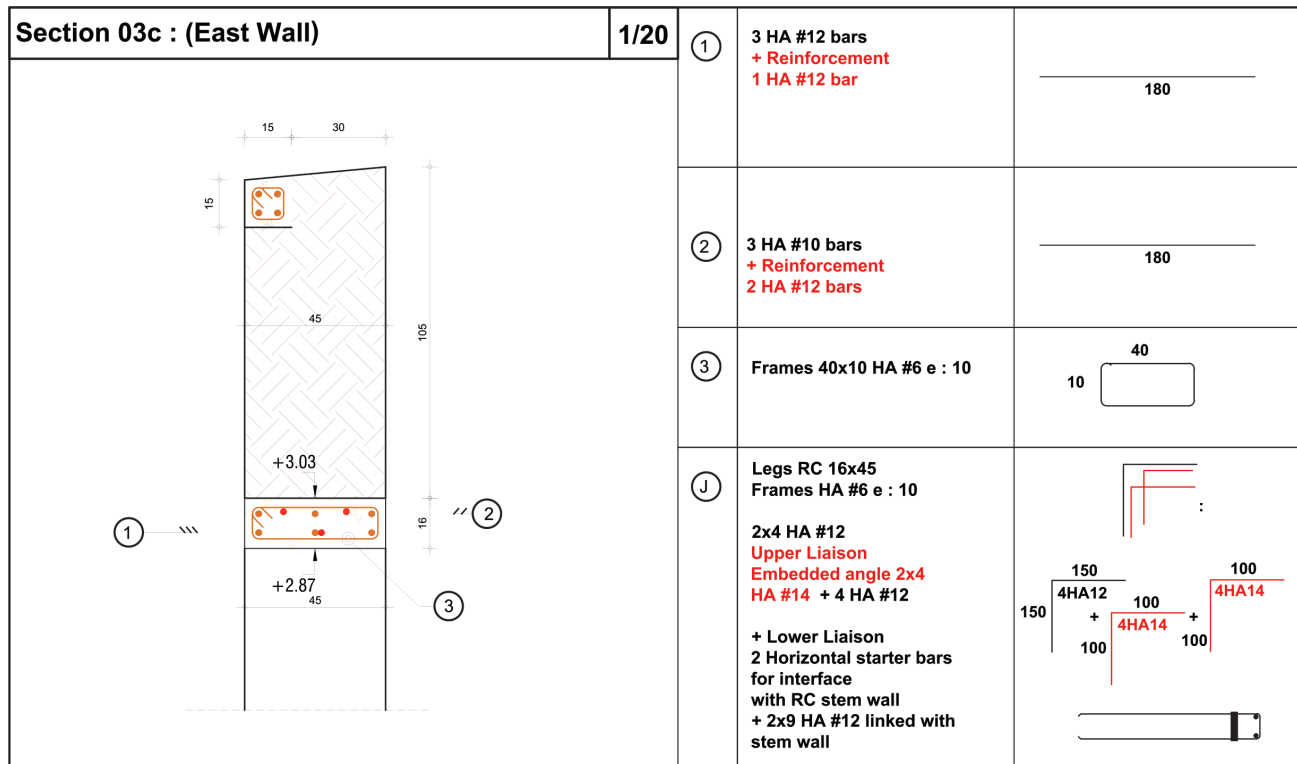 Section 03c : (East Wall)
1/20
15
30
15
45
105
+3.03
1
2
16
+2.87
45
3
1
3 HA #12 bars
+ Reinforcement
1 HA #12 bar
180
2
3 HA #10 bars
+ Reinforcement
2 HA #12 bars
180
3
Frames 40x10 HA #6 e : 10
40
10
J
Legs RC 16x45
Frames HA #6 e : 10
:
2x4 HA #12
Upper Liaison
Embedded angle 2x4
HA #14 + 4 HA #12
150
4HA12
150
+
100
4HA14
100
+
100
4HA14
100
+ Lower Liaison
2 Horizontal starter bars
for interface
with RC stem wall
+ 2x9 HA #12 linked with
stem wall